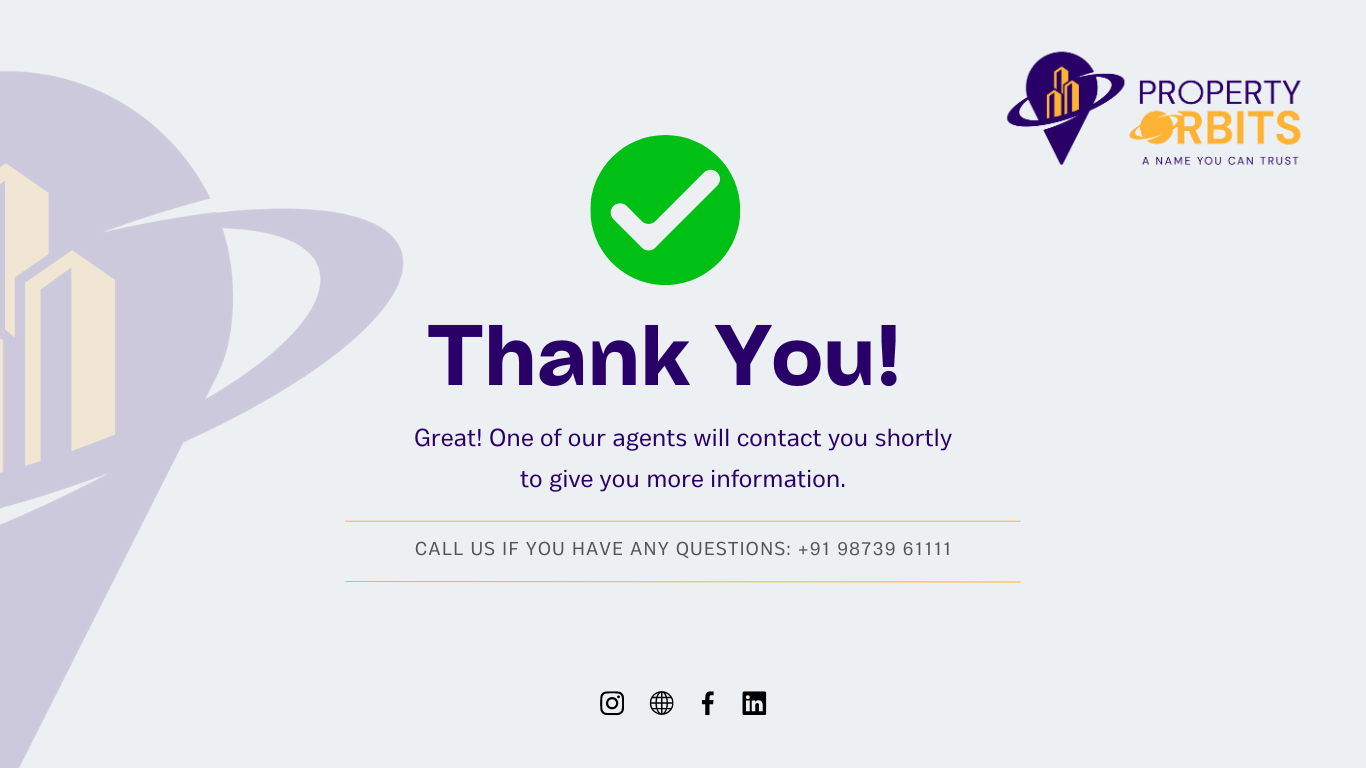 PROPERTY
ORBITS
A NAME YOU CAN TRUST
Thank You!
Great! One of our agents will contact you shortly
to give you more information.
CALL US IF YOU HAVE ANY QUESTIONS: +91 98739 61111